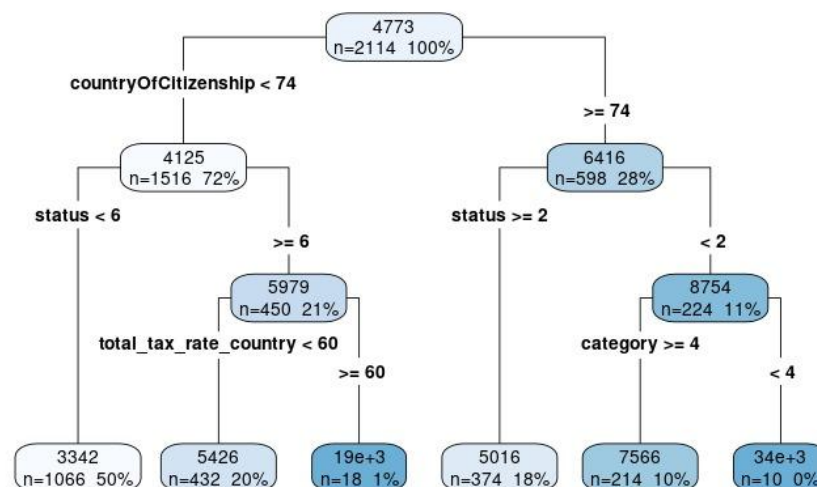 4773
n=2114 100%
countryOfCitizenship < 74
>= 74
4125
n=1516 72%
6416
n=598 28%
status < 6
>= 6
status >= 2
< 2
5979
n=450 21%
8754
n=224 11%
total_tax_rate_country < 60
>= 60
category >= 4
< 4
3342
n=1066 50%
5426
n=432 20%
19e+3
n=18 1%
5016
n=374 18%
7566
n=214 10%
34e+3
n=10 0%